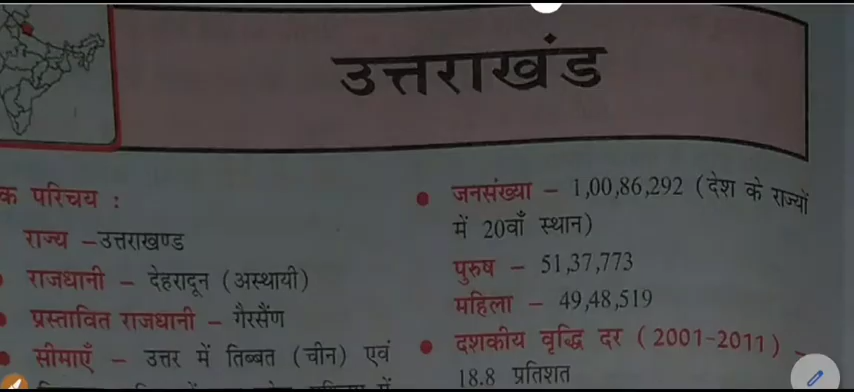 उत्तराखंड
क परिचय :
राज्य –उत्तराखण्ड
राजधानी – देहरादून (अस्थायी)
प्रस्तावित राजधानी – गैरसैंण
सीमाएँ – उत्तर में तिब्बत (चीन) एवं
जनसंख्या – 1,00,86,292 (देश के राज्यों
में 20वाँ स्थान)
पुरुष – 51,37,773
महिला – 49,48,519
दशकीय वृद्धि दर (2001-2011) –
18.8 प्रतिशत